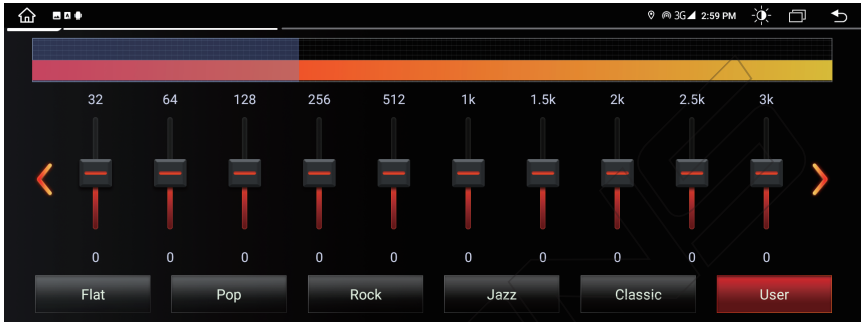 3G 2:59 PM
32 64 128 256 512 1k 1.5k 2k 2.5k 3k
0 0 0 0 0 0 0 0 0 0
Flat Pop Rock Jazz Classic User